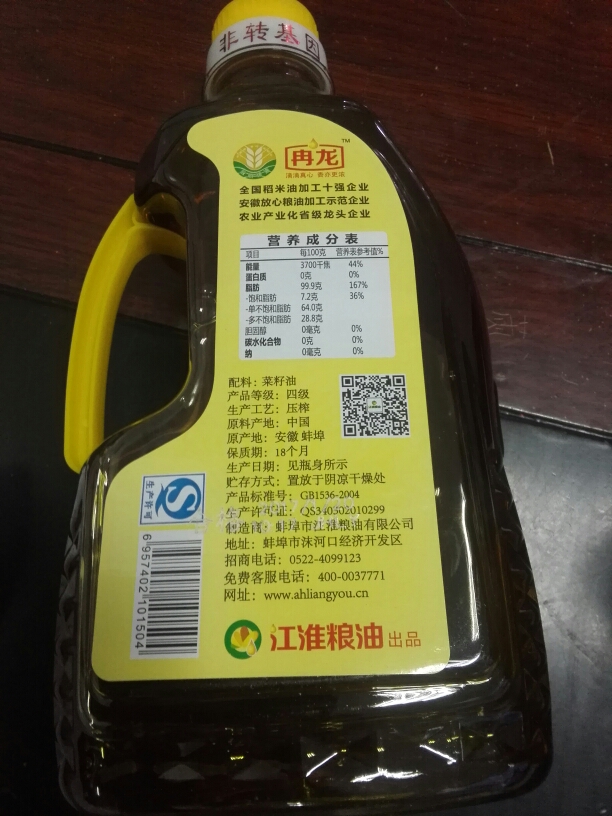 非转基因
冉龙 TM
滴滴真心 赛亦更浓
全国稻米油加工十强企业
安徽放心粮油加工示范企业
农业产业化省级龙头企业
营养成分表
项目 每100克 营养表参考值%
能量 3700千焦 44%
蛋白质 0克 0%
脂肪 99.9克 167%
-饱和脂肪 7.2克 36%
-单不饱和脂肪 64.0克
-多不饱和脂肪 28.8克
胆固醇 0毫克 0%
碳水化合物 0克 0%
钠 0毫克 0%
配料：菜籽油
产品等级：四级
生产工艺：压榨
原料产地：中国
原产地：安徽 蚌埠
保质期：18个月
生产日期：见瓶身所示
贮存方式：置放于阴凉干燥处
产品标准号：GB1536-2004
生产许可证：QS340302010299
制造商：蚌埠市江淮粮油有限公司
地址：蚌埠市沫河口经济开发区
招商电话：0522-4099123
免费客服电话：400-0037771
网址：www.ahliangyou.cn
生产许可
6957402101504
江淮粮油 出品